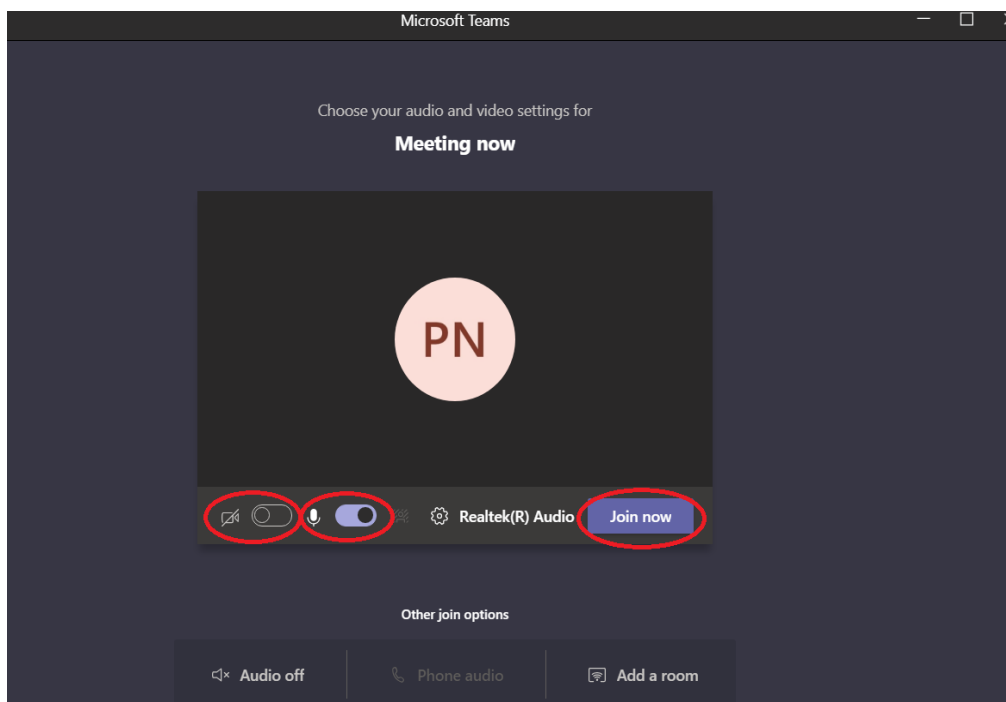 Microsoft Teams
Choose your audio and video settings for
Meeting now
PN
Realtek(R) Audio
Join now
Other join options
Audio off
Phone audio
Add a room